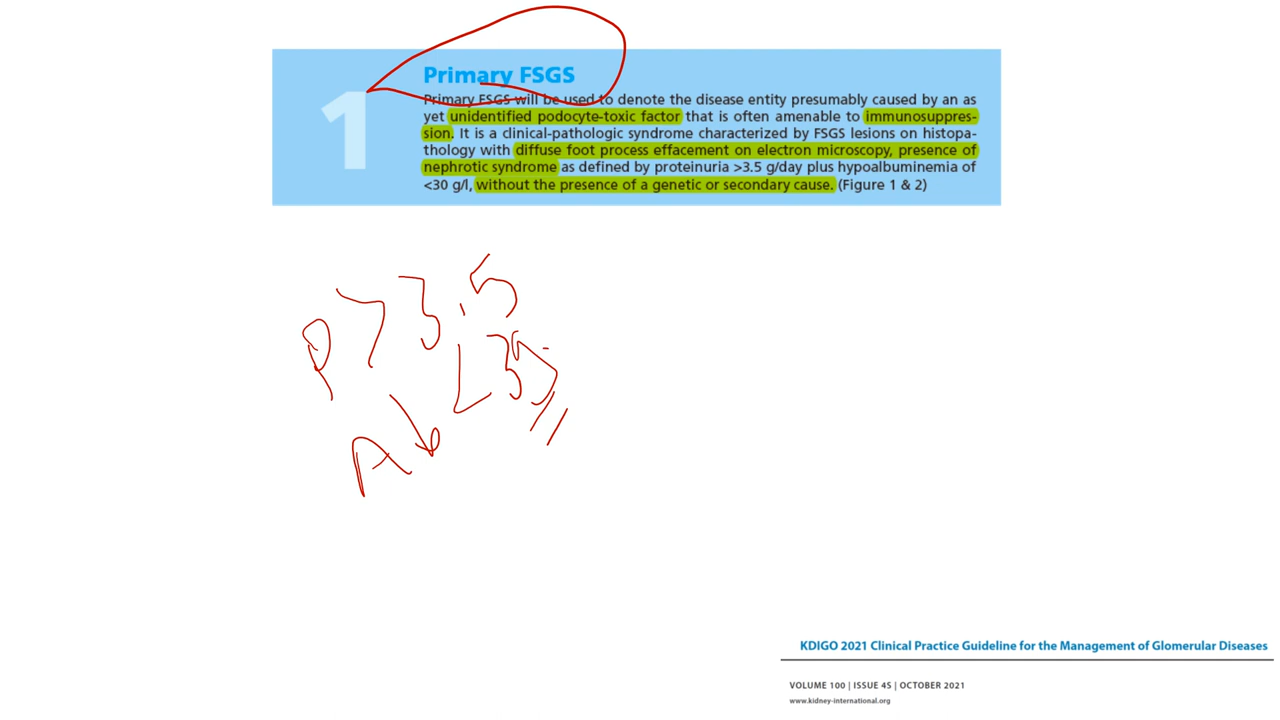 1
Primary FSGS
Primary FSGS will be used to denote the disease entity presumably caused by an as
yet unidentified podocyte-toxic factor that is often amenable to immunosuppres-
sion. It is a clinical-pathologic syndrome characterized by FSGS lesions on histopa-
thology with diffuse foot process effacement on electron microscopy, presence of
nephrotic syndrome as defined by proteinuria >3.5 g/day plus hypoalbuminemia of
<30 g/l, without the presence of a genetic or secondary cause. (Figure 1 & 2)
P > 3.5
KDIGO 2021 Clinical Practice Guideline for the Management of Glomerular Diseases
VOLUME 100 | ISSUE 4S | OCTOBER 2021
www.kidney-international.org